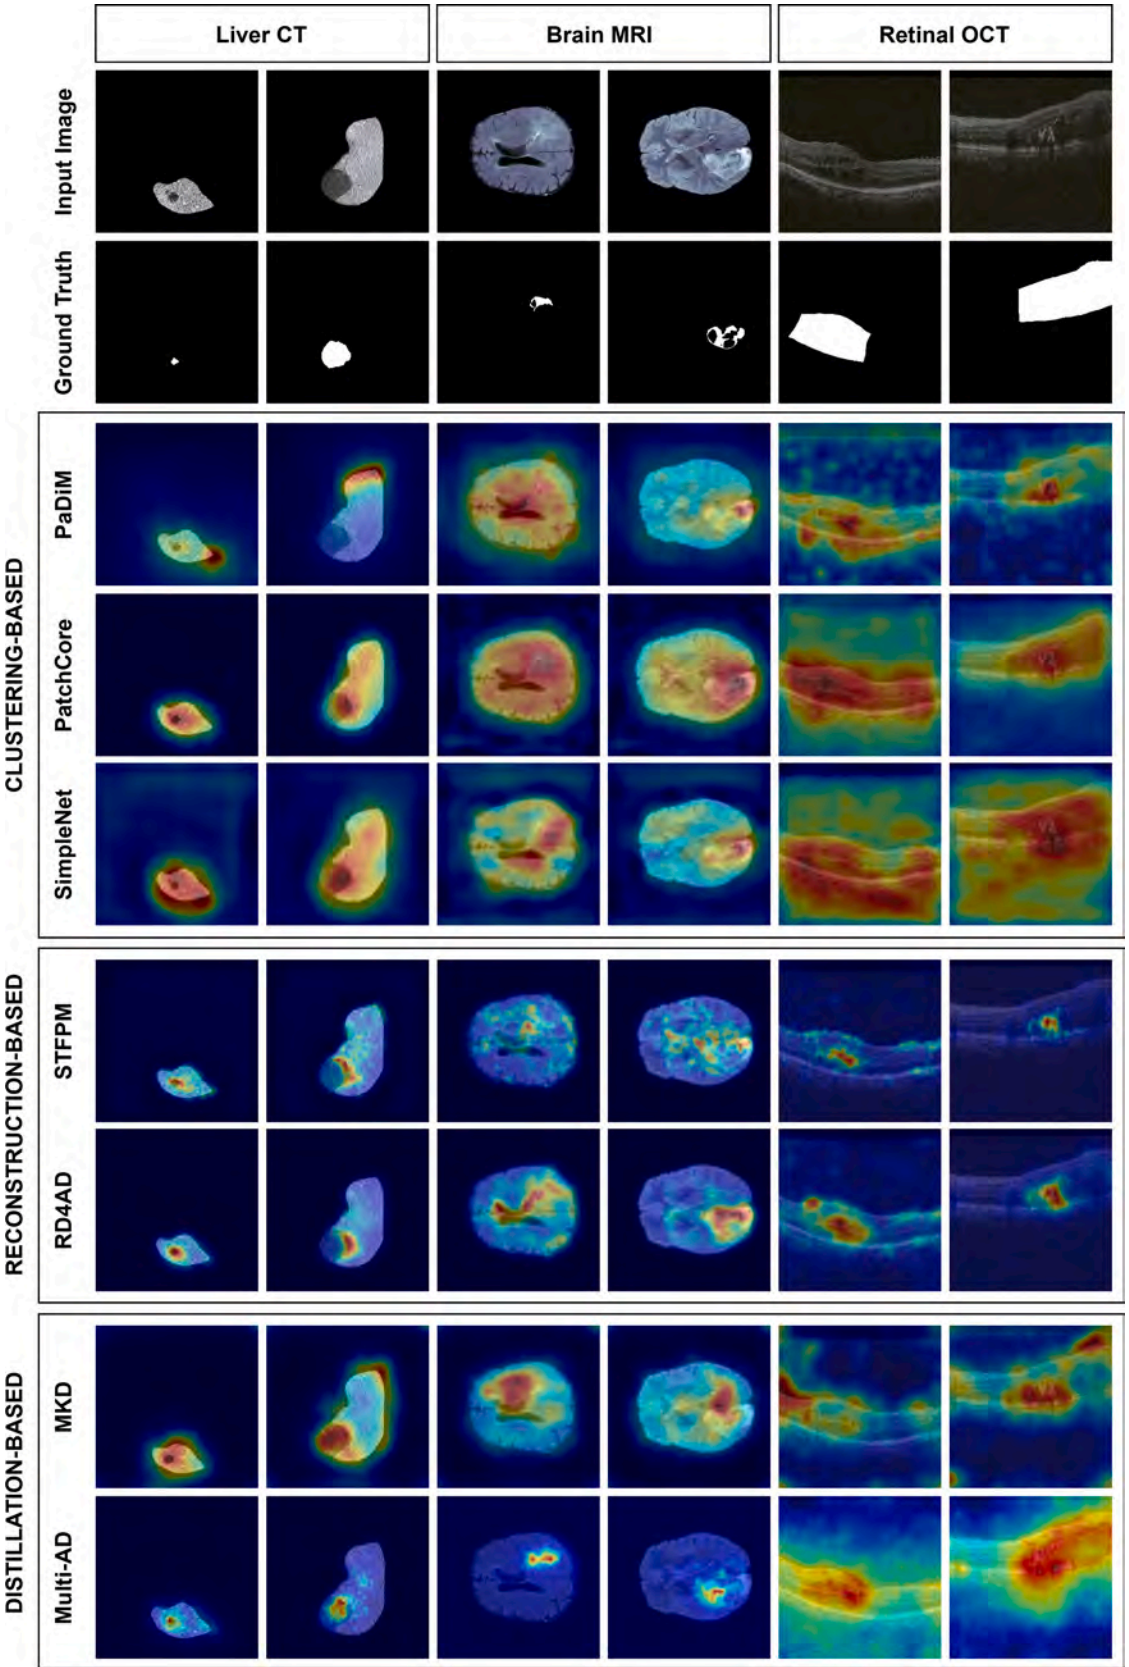 Liver CT
Brain MRI
Retinal OCT
Input Image
Ground Truth
CLUSTERING-BASED
PaDiM
PatchCore
SimpleNet
RECONSTRUCTION-BASED
STFPM
RD4AD
DISTILLATION-BASED
MKD
Multi-AD